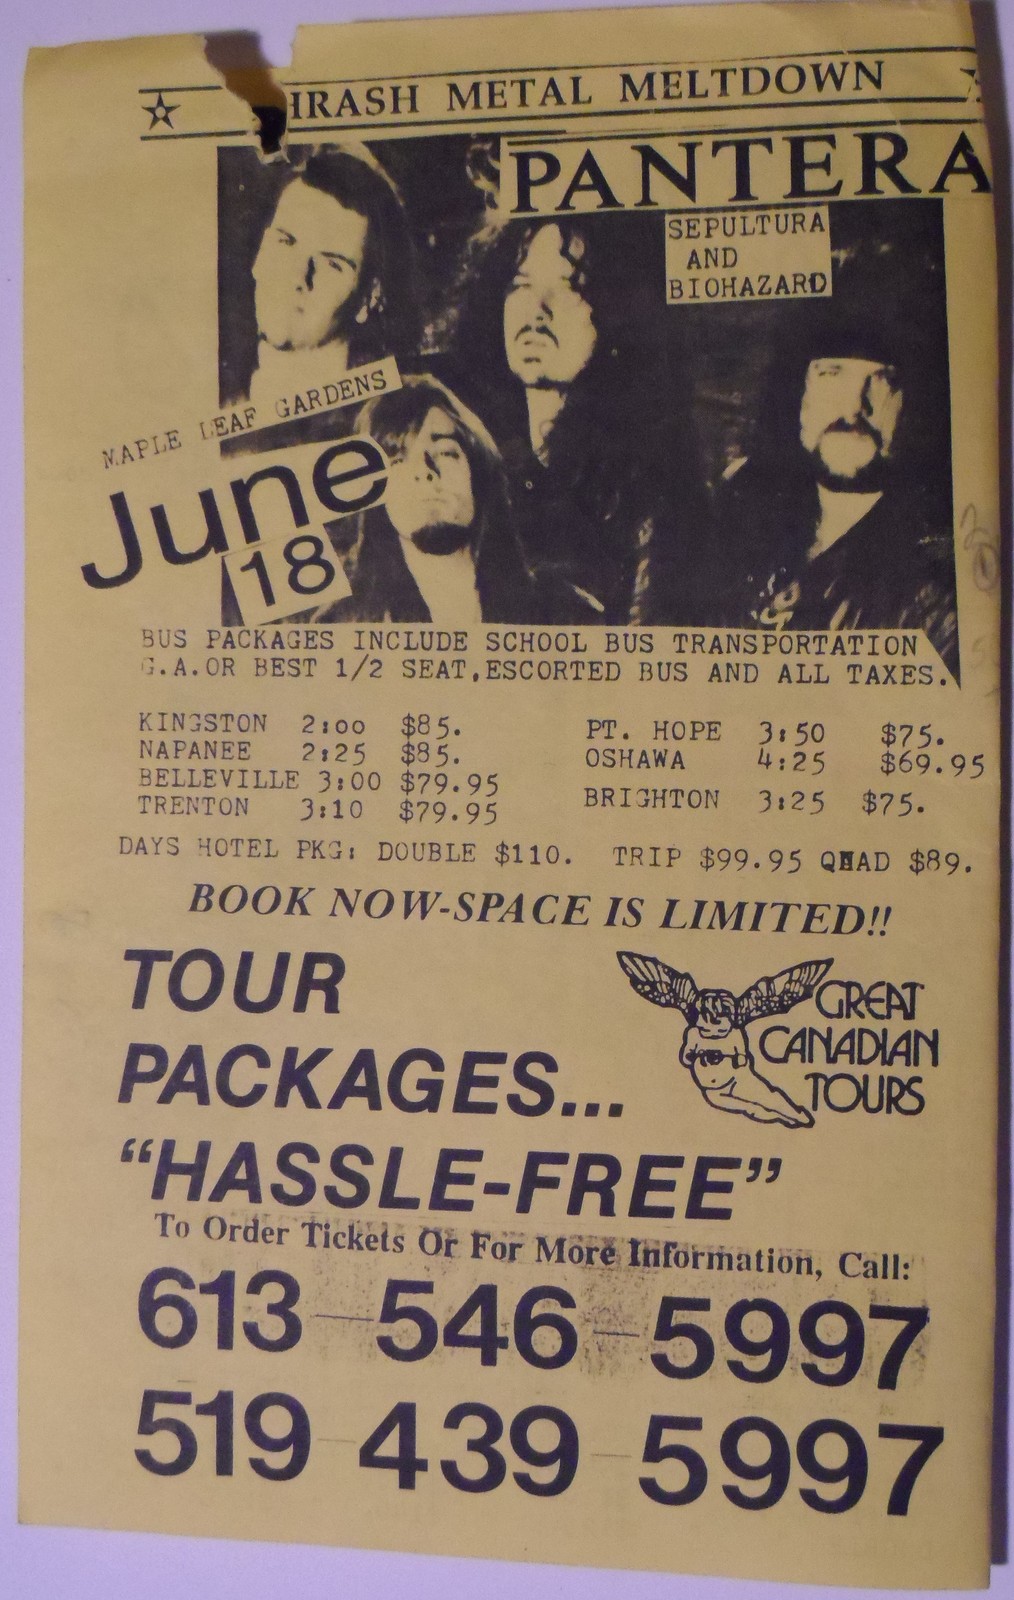 HRASH METAL MELTDOWN
PANTERA
SEPULTURA
AND
BIOHAZARD
MAPLE LEAF GARDENS
June
18
BUS PACKAGES INCLUDE SCHOOL BUS TRANSPORTATION
G.A.OR BEST 1/2 SEAT,ESCORTED BUS AND ALL TAXES.
KINGSTON 2:00 $85.
NAPANEE 2:25 $85.
BELLEVILLE 3:00 $79.95
TRENTON 3:10 $79.95
PT. HOPE 3:50 $75.
OSHAWA 4:25 $69.95
BRIGHTON 3:25 $75.
DAYS HOTEL PKG: DOUBLE $110. TRIP $99.95 QUAD $89.
BOOK NOW-SPACE IS LIMITED!!
TOUR
PACKAGES...
"HASSLE-FREE"
GREAT
CANADIAN
TOURS
To Order Tickets Or For More Information, Call:
613-546-5997
519-439-5997